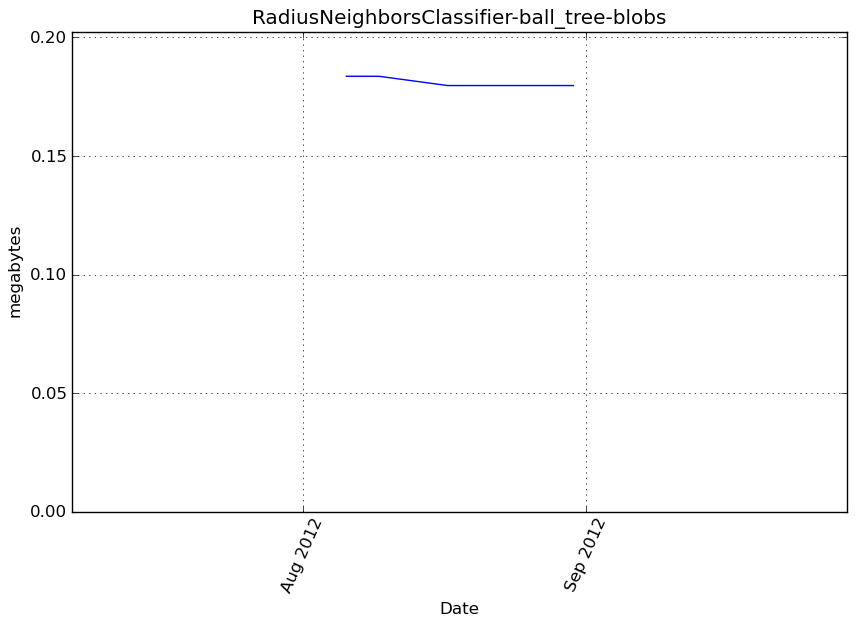 RadiusNeighborsClassifier-ball_tree-blobs
0.20
0.15
0.10
0.05
0.00
megabytes
Aug 2012
Sep 2012
Date